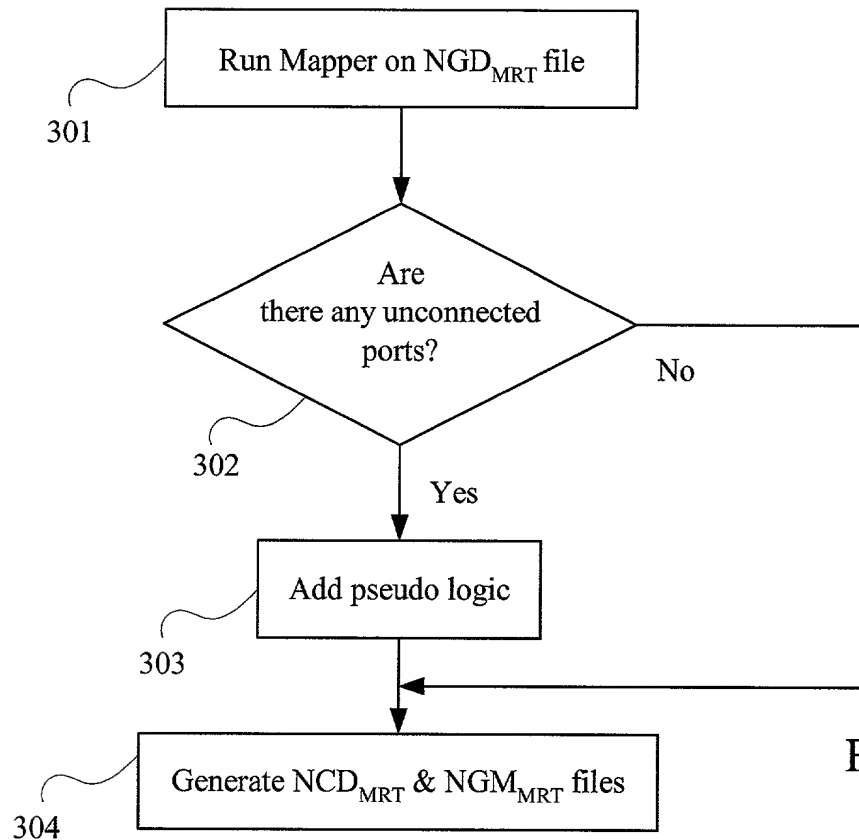 Run Mapper on NGD_MRT file
301
Are
there any unconnected
ports?
No
302
Yes
Add pseudo logic
303
Generate NCD_MRT & NGM_MRT files
304